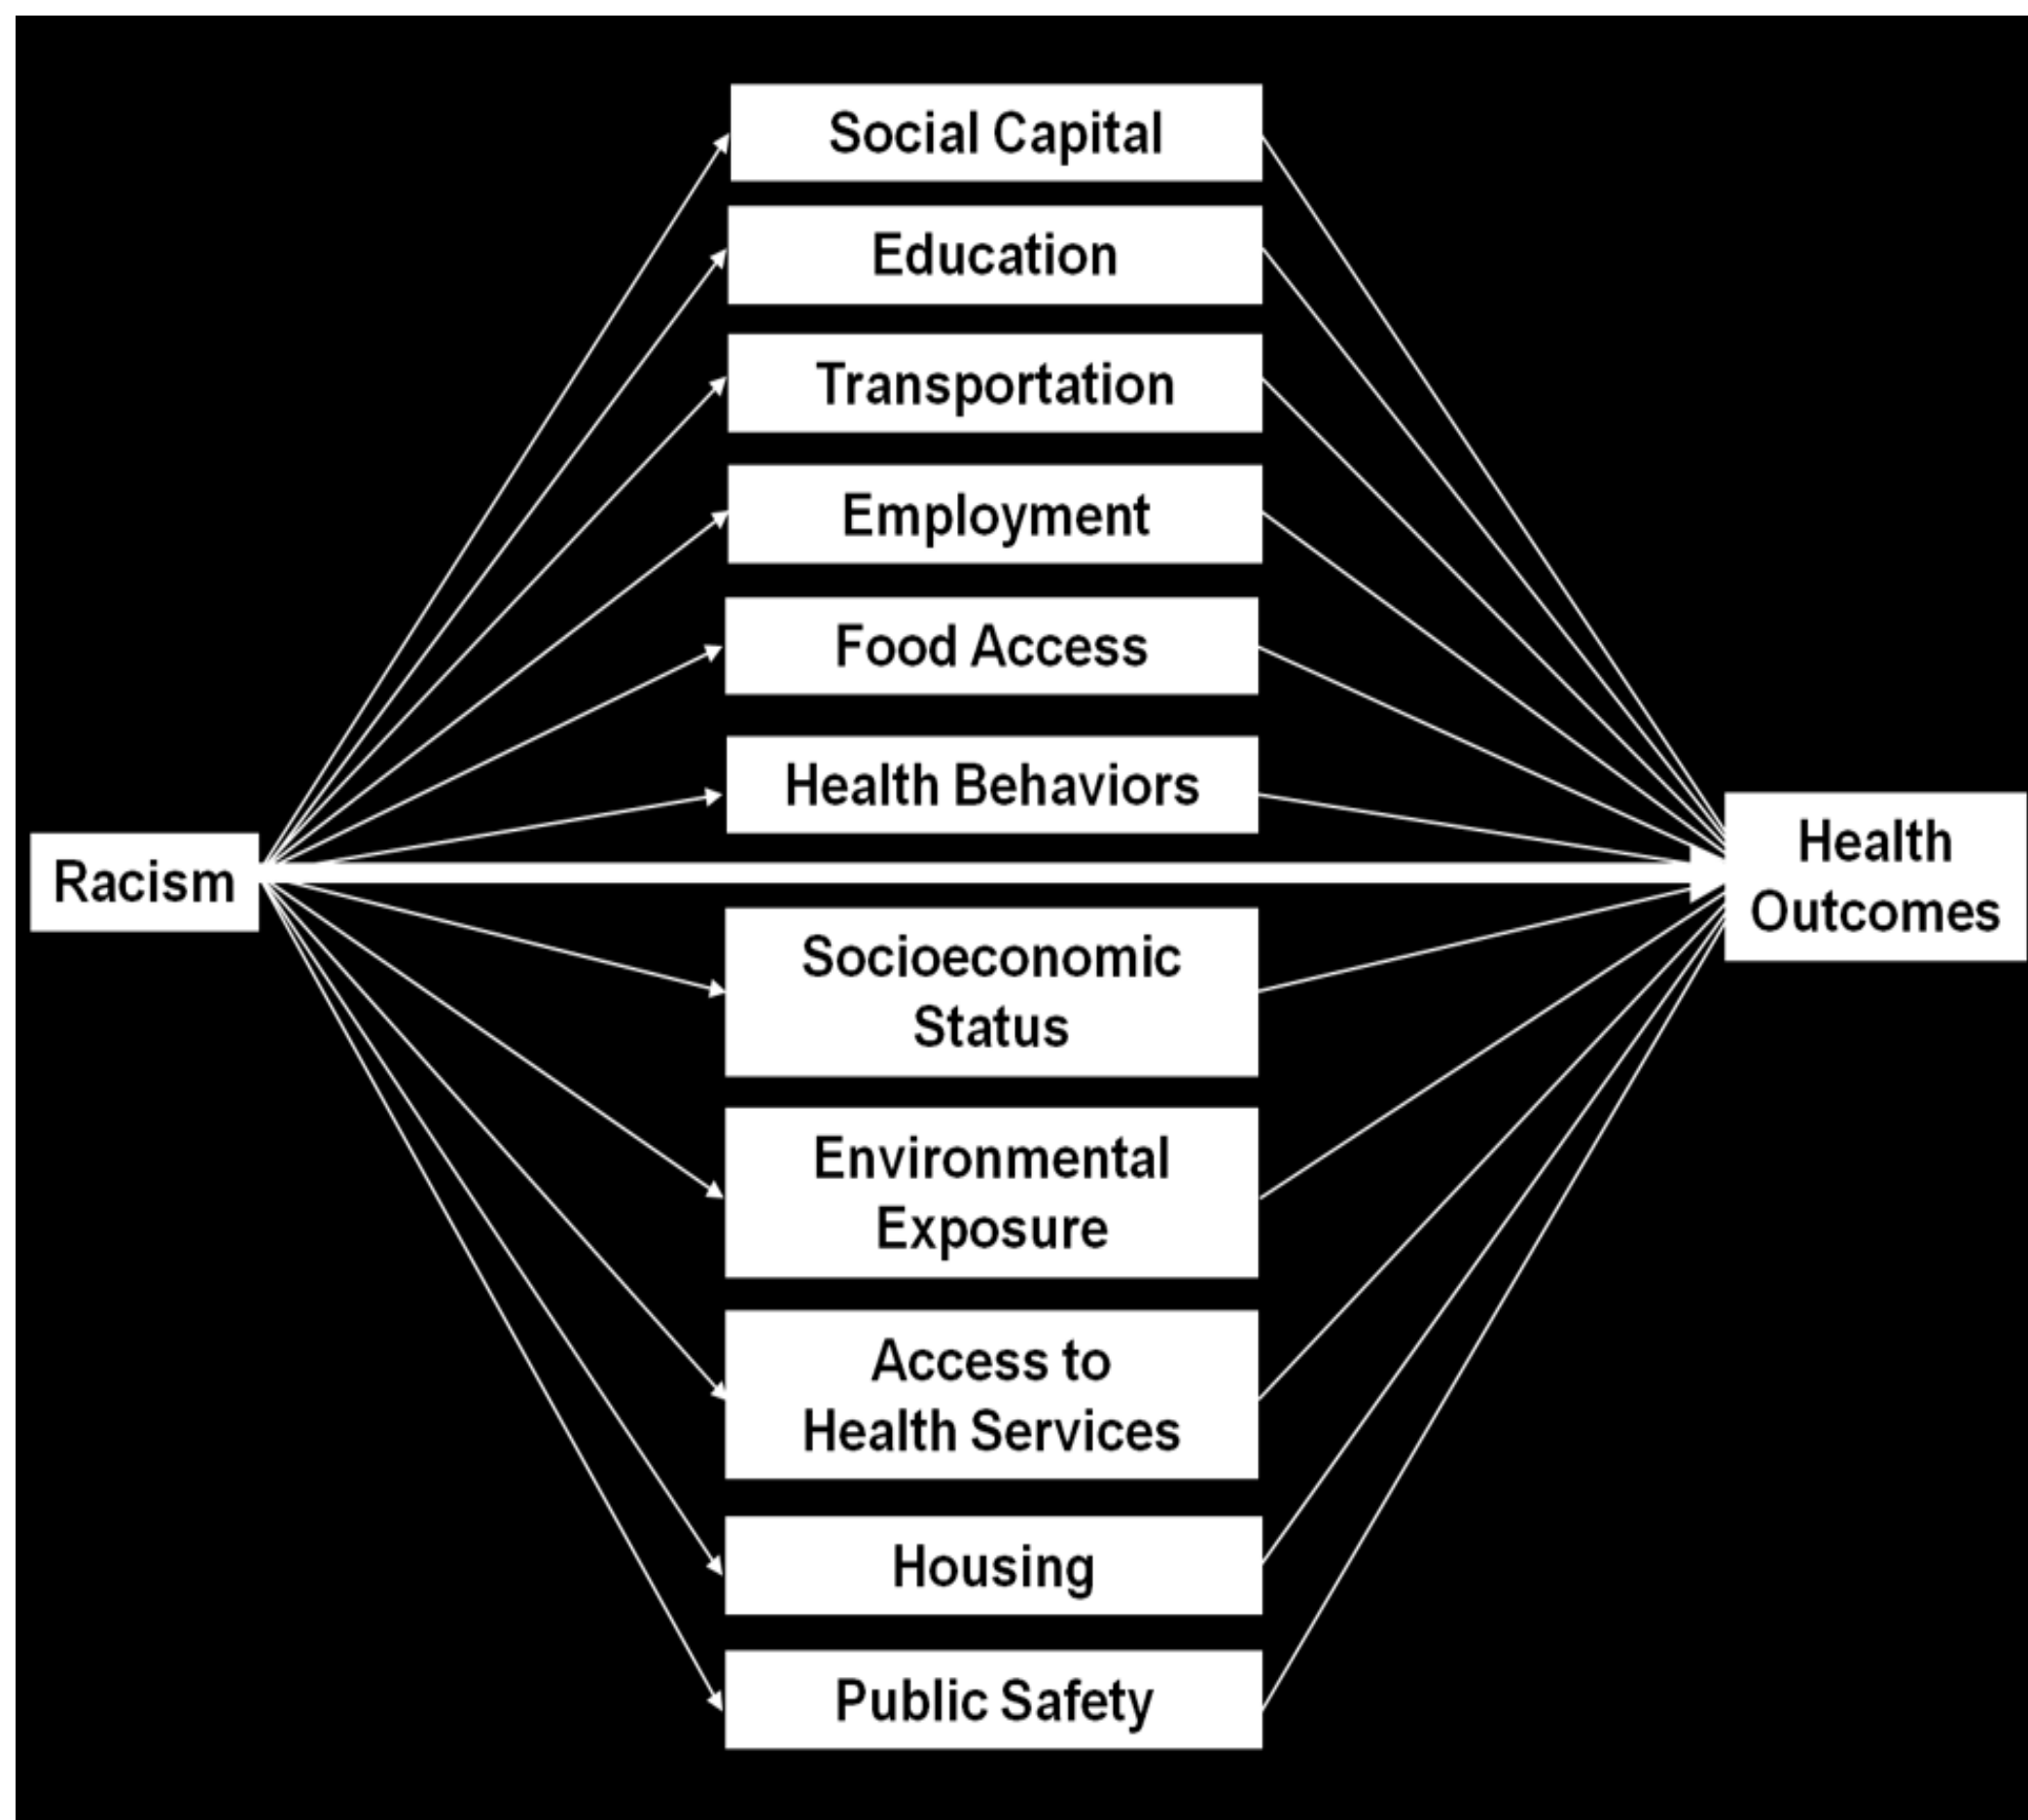 Social Capital
Education
Transportation
Employment
Food Access
Health Behaviors
Racism
Health
Outcomes
Socioeconomic
Status
Environmental
Exposure
Access to
Health Services
Housing
Public Safety